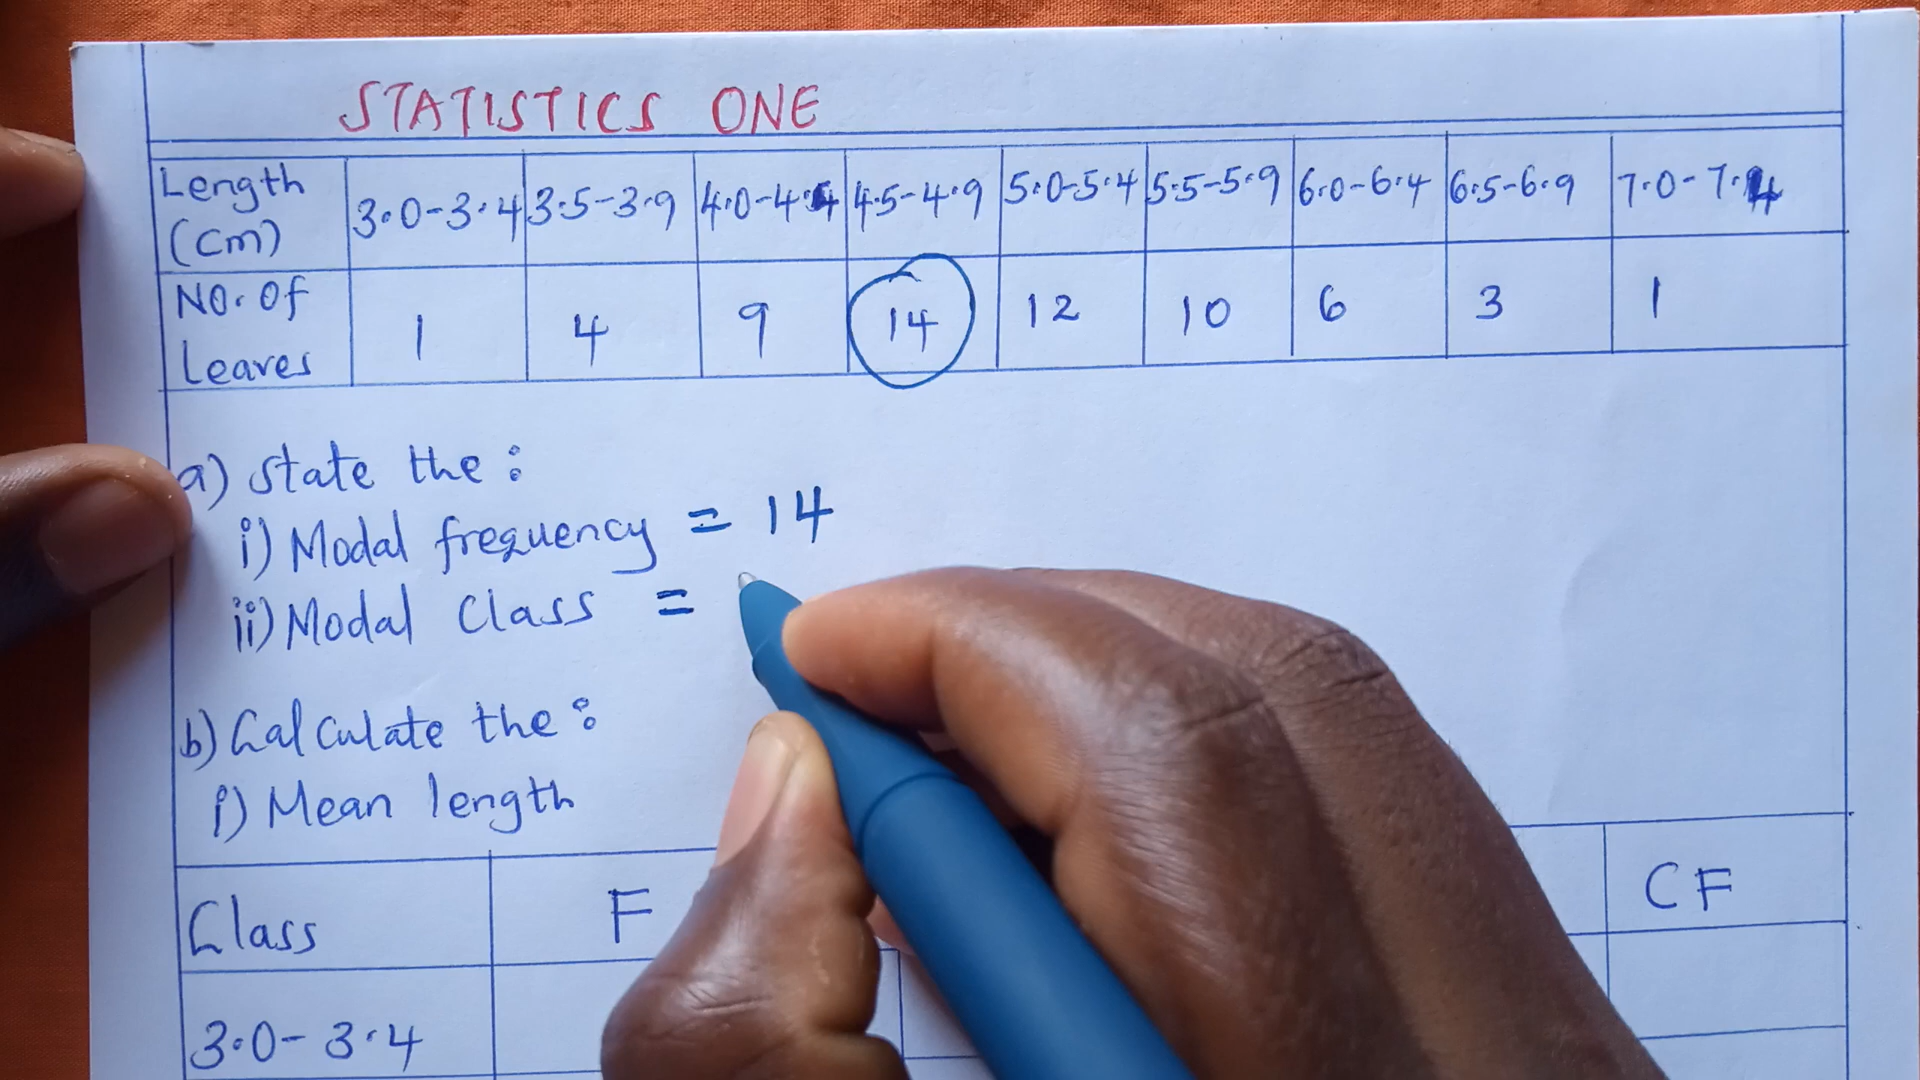 STATISTICS ONE
Length (cm) 3.0-3.4 3.5-3.9 4.0-4.4 4.5-4.9 5.0-5.4 5.5-5.9 6.0-6.4 6.5-6.9 7.0-7.4
No. Of Leaves 1 4 9 14 12 10 6 3 1
a) State the:
i) Modal frequency = 14
ii) Modal Class =
b) Calculate the:
i) Mean length
Class F CF
3.0-3.4